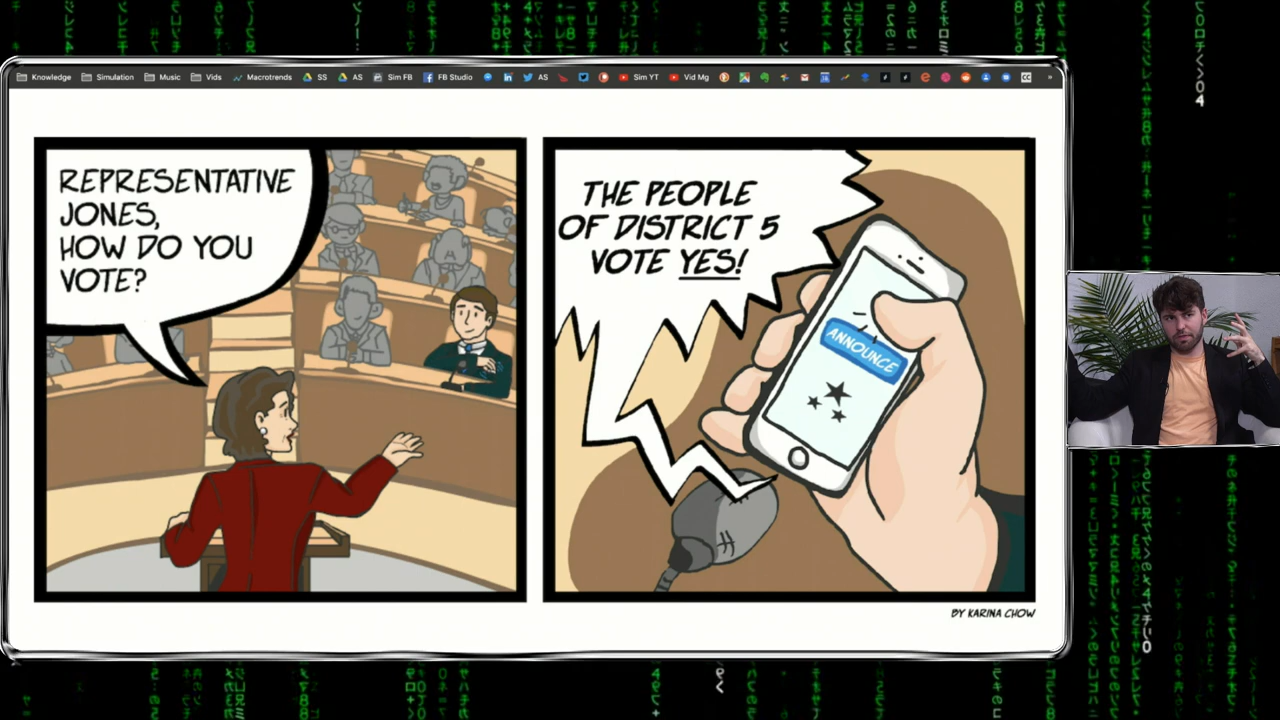 Knowledge Simulation Music Vids Macrotrends SS AS Sim FB FB Studio AS Sim YT Vid Mg CC »
REPRESENTATIVE
JONES,
HOW DO YOU
VOTE?
THE PEOPLE
OF DISTRICT 5
VOTE YES!
ANNOUNCE
BY KARINA CHOW